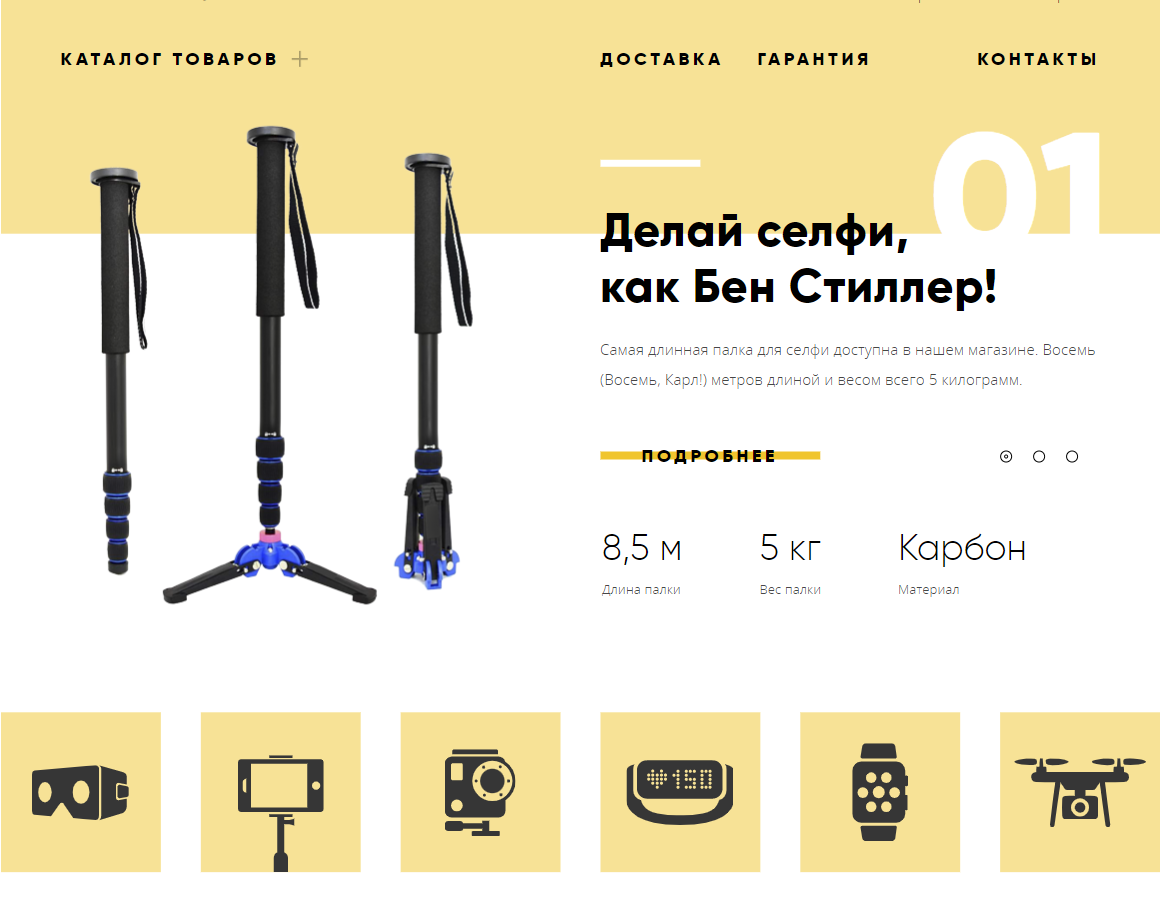 КАТАЛОГ ТОВАРОВ
ДОСТАВКА ГАРАНТИЯ КОНТАКТЫ
01
Делай селфи,
как Бен Стиллер!
Самая длинная палка для селфи доступна в нашем магазине. Восемь
(Восемь, Карл!) метров длиной и весом всего 5 килограмм.
ПОДРОБНЕЕ
8,5 м 5 кг Карбон
Длина палки Вес палки Материал
150